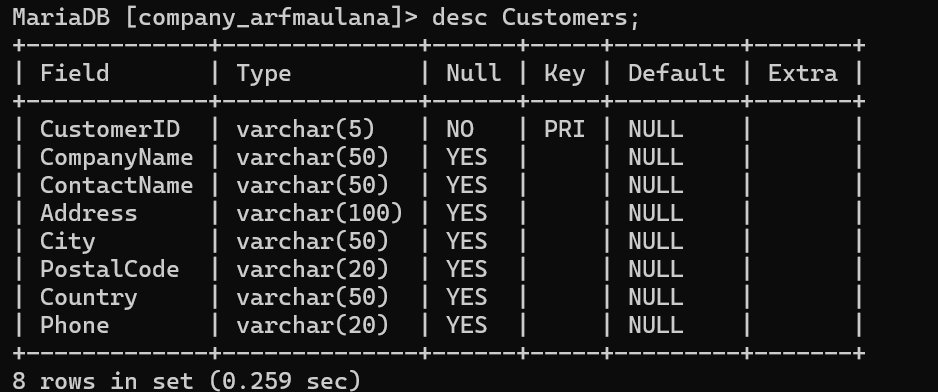 MariaDB [company_arfmaulana]> desc Customers;
+-------------+--------------+------+-----+---------+-------+
| Field       | Type         | Null | Key | Default | Extra |
+-------------+--------------+------+-----+---------+-------+
| CustomerID  | varchar(5)   | NO   | PRI | NULL    |       |
| CompanyName | varchar(50)  | YES  |     | NULL    |       |
| ContactName | varchar(50)  | YES  |     | NULL    |       |
| Address     | varchar(100) | YES  |     | NULL    |       |
| City        | varchar(50)  | YES  |     | NULL    |       |
| PostalCode  | varchar(20)  | YES  |     | NULL    |       |
| Country     | varchar(50)  | YES  |     | NULL    |       |
| Phone       | varchar(20)  | YES  |     | NULL    |       |
+-------------+--------------+------+-----+---------+-------+
8 rows in set (0.259 sec)